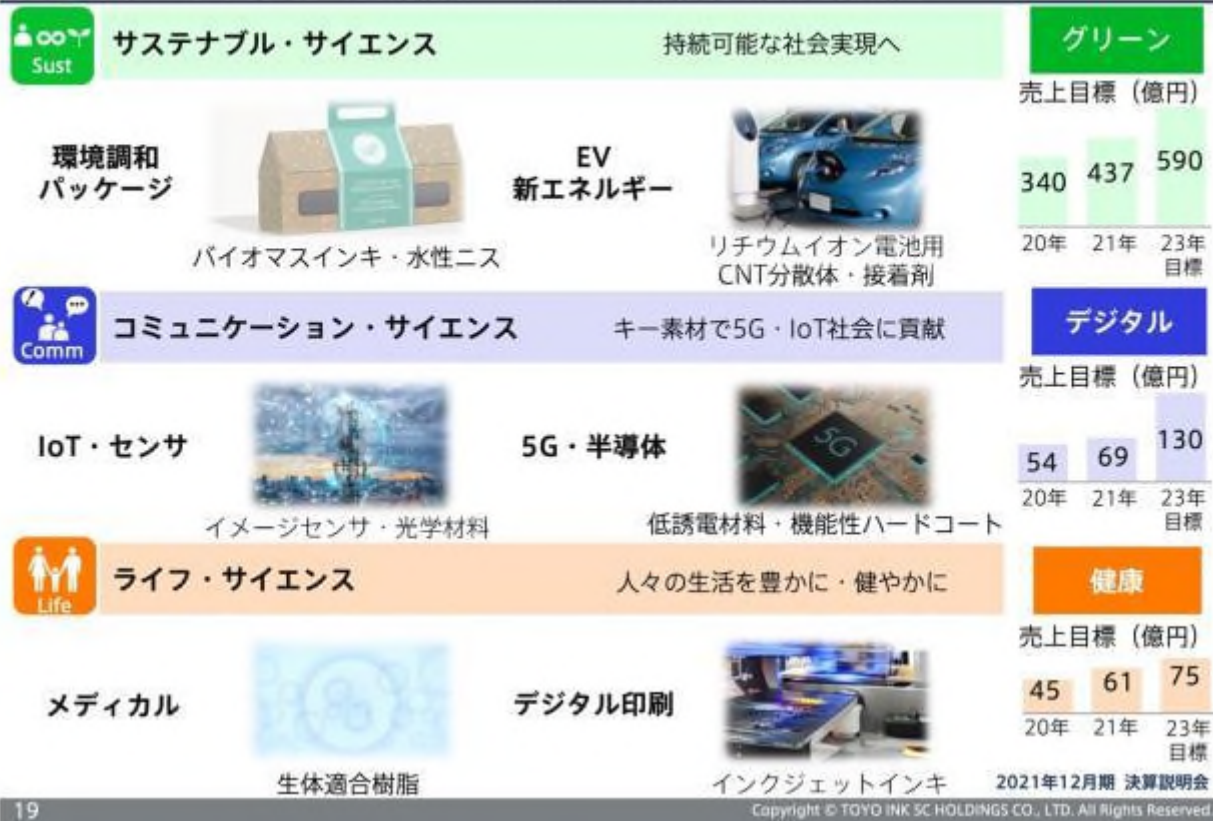 Sust
サステナブル・サイエンス
持続可能な社会実現へ
グリーン
売上目標（億円）
環境調和
パッケージ
バイオマスインキ・水性ニス
EV
新エネルギー
リチウムイオン電池用
CNT分散体・接着剤
340 437 590
20年 21年 23年
目標
Comm
コミュニケーション・サイエンス
キー素材で5G・IoT社会に貢献
デジタル
売上目標（億円）
IoT・センサ
イメージセンサ・光学材料
5G・半導体
5G
低誘電材料・機能性ハードコート
54 69 130
20年 21年 23年
目標
Life
ライフ・サイエンス
人々の生活を豊かに・健やかに
健康
売上目標（億円）
メディカル
生体適合樹脂
デジタル印刷
インクジェットインキ
45 61 75
20年 21年 23年
目標
2021年12月期 決算説明会
19
Copyright © TOYO INK SC HOLDINGS CO., LTD. All Rights Reserved.